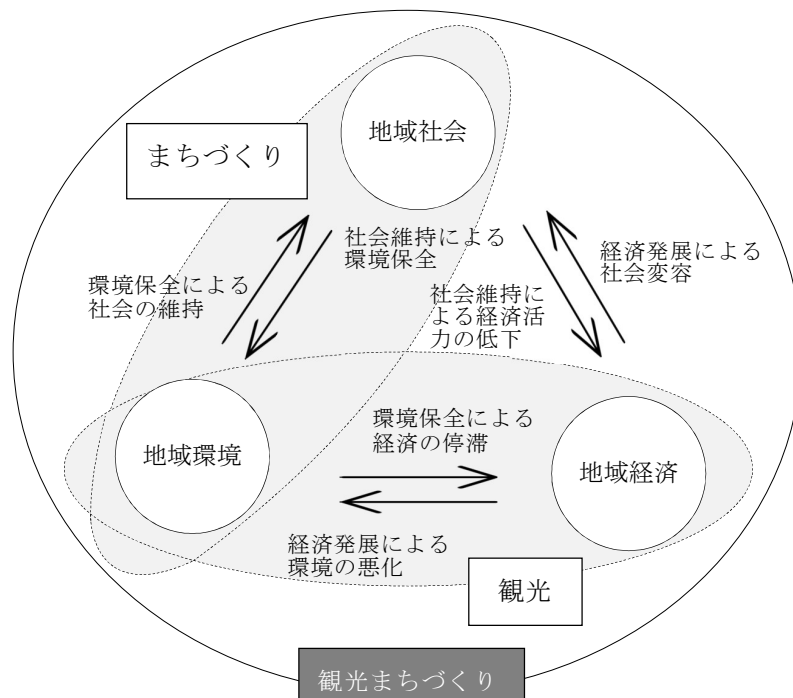 地域社会
まちづくり
社会維持による
環境保全
経済発展による
社会変容
環境保全による
社会の維持
社会維持に
よる経済活
力の低下
環境保全による
経済の停滞
地域環境
地域経済
経済発展による
環境の悪化
観光
観光まちづくり